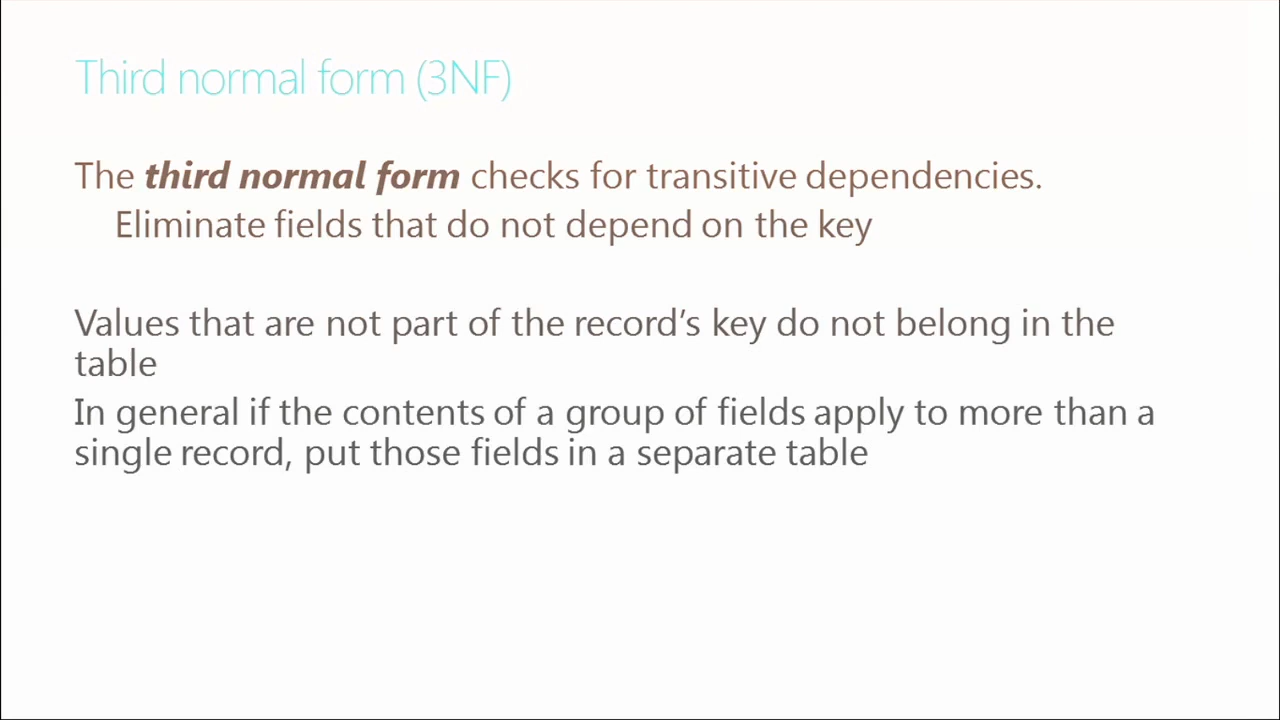 Third normal form (3NF)
The third normal form checks for transitive dependencies.
Eliminate fields that do not depend on the key
Values that are not part of the record’s key do not belong in the
table
In general if the contents of a group of fields apply to more than a
single record, put those fields in a separate table